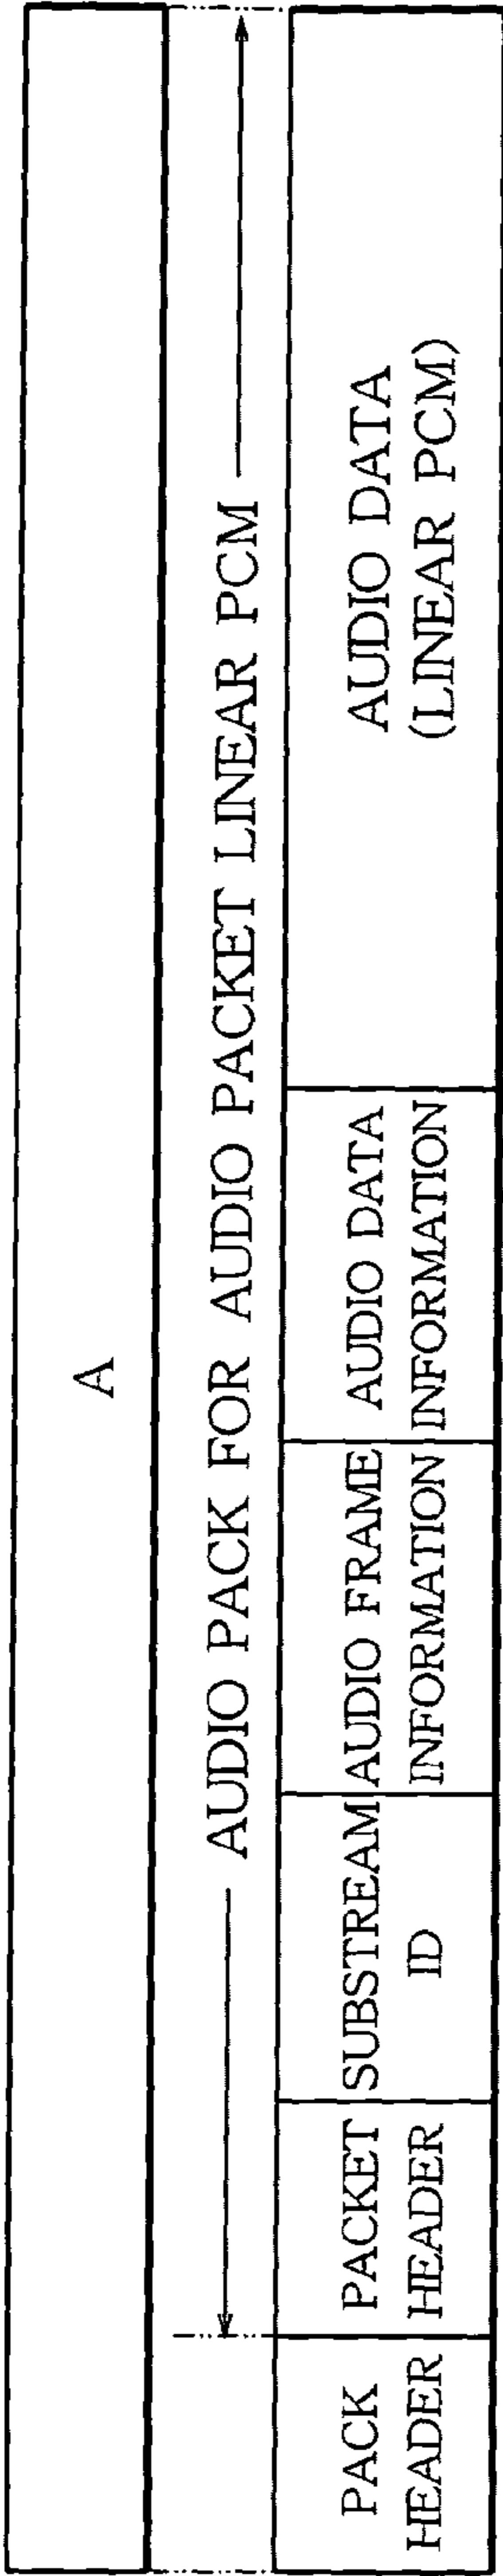 A
AUDIO PACK FOR AUDIO PACKET LINEAR PCM
PACK
HEADER
PACKET
HEADER
SUBSTREAM
ID
AUDIO FRAME
INFORMATION
AUDIO DATA
INFORMATION
AUDIO DATA
(LINEAR PCM)